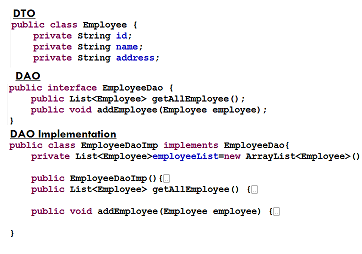 DTO
public class Employee {
private String id;
private String name;
private String address;
DAO
public interface EmployeeDao {
public List<Employee> getAllEmployee();
public void addEmployee(Employee employee);
}
DAO Implementation
public class EmployeeDaoImp implements EmployeeDao{
private List<Employee>employeeList=new ArrayList<Employee>()
public EmployeeDaoImp(){
public List<Employee> getAllEmployee() {
public void addEmployee(Employee employee) {
}